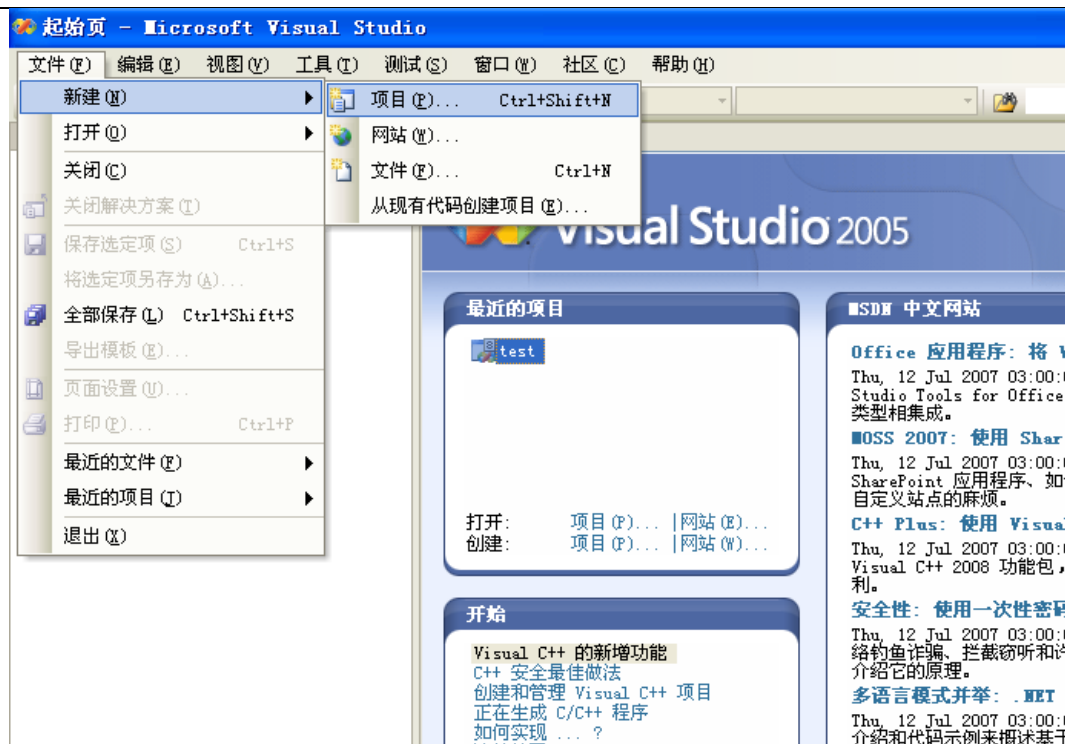 起始页 - Microsoft Visual Studio
文件(F) 编辑(E) 视图(V) 工具(T) 测试(S) 窗口(W) 社区(C) 帮助(H)
新建(N)
打开(O)
关闭(C)
关闭解决方案(T)
保存选定项(S) Ctrl+S
将选定项另存为(A)...
全部保存(L) Ctrl+Shift+S
导出模板(E)...
页面设置(U)...
打印(P)... Ctrl+P
最近的文件(F)
最近的项目(J)
退出(X)
项目(P)... Ctrl+Shift+N
网站(W)...
文件(F)... Ctrl+N
从现有代码创建项目(E)...
Visual Studio 2005
最近的项目
test
打开: 项目(P)... |网站(E)...
创建: 项目(P)... |网站(W)...
开始
Visual C++ 的新增功能
C++ 安全最佳做法
创建和管理 Visual C++ 项目
正在生成 C/C++ 程序
如何实现 ... ?
MSDN 中文网站
Office 应用程序: 将 V
Thu, 12 Jul 2007 03:00:
Studio Tools for Office
类型相集成。
MOSS 2007: 使用 Shar
Thu, 12 Jul 2007 03:00:
SharePoint 应用程序、如
自定义站点的麻烦。
C++ Plus: 使用 Visual
Thu, 12 Jul 2007 03:00:
Visual C++ 2008 功能包,
利。
安全性: 使用一次性密码
Thu, 12 Jul 2007 03:00:
络钓鱼诈骗、拦截窃听和许
介绍它的原理。
多语言模式并举: .NET
Thu, 12 Jul 2007 03:00:
介绍和代码示例来概述基于